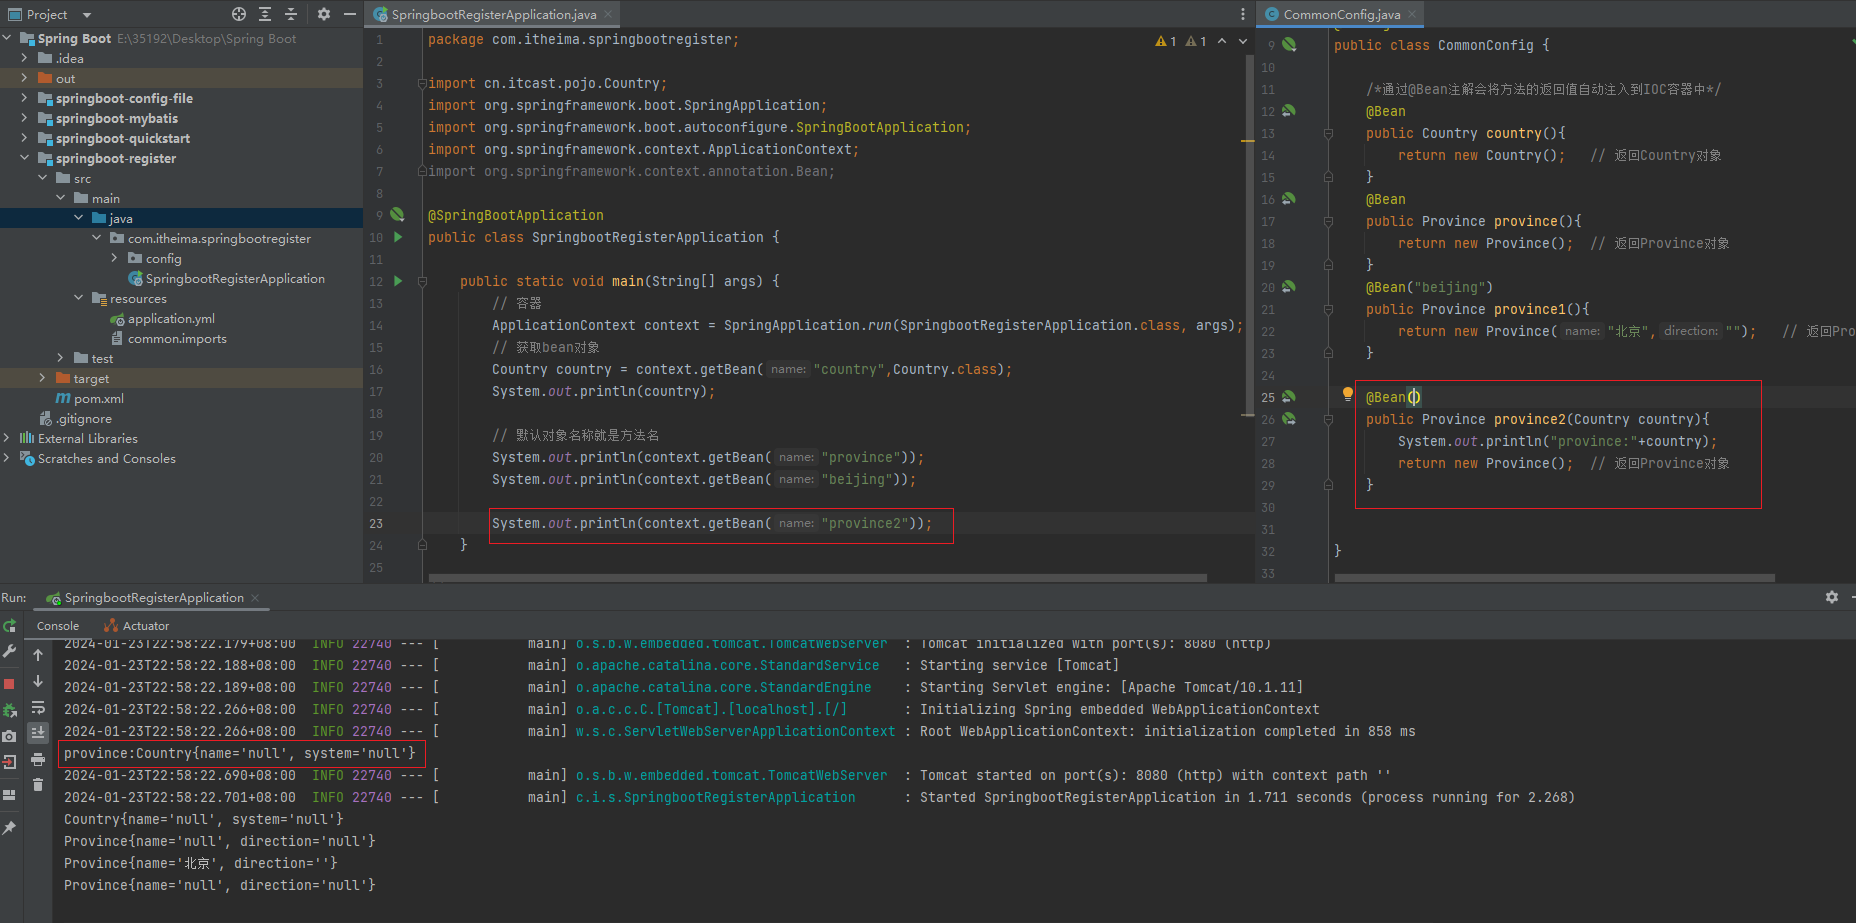 Project
Spring Boot E:\35192\Desktop\Spring Boot
.idea
out
springboot-config-file
springboot-mybatis
springboot-quickstart
springboot-register
src
main
java
com.itheima.springbootregister
config
SpringbootRegisterApplication
resources
application.yml
common.imports
test
target
pom.xml
.gitignore
External Libraries
Scratches and Consoles
SpringbootRegisterApplication.java
1 package com.itheima.springbootregister;
2
3 import cn.itcast.pojo.Country;
4 import org.springframework.boot.SpringApplication;
5 import org.springframework.boot.autoconfigure.SpringBootApplication;
6 import org.springframework.context.ApplicationContext;
7 import org.springframework.context.annotation.Bean;
8
9 @SpringBootApplication
10 public class SpringbootRegisterApplication {
11
12 public static void main(String[] args) {
13 // 容器
14 ApplicationContext context = SpringApplication.run(SpringbootRegisterApplication.class, args);
15 // 获取bean对象
16 Country country = context.getBean( name: "country",Country.class);
17 System.out.println(country);
18
19 // 默认对象名称就是方法名
20 System.out.println(context.getBean( name: "province"));
21 System.out.println(context.getBean( name: "beijing"));
22
23 System.out.println(context.getBean( name: "province2"));
24 }
25
1 1
CommonConfig.java
9 public class CommonConfig {
10
11 /*通过@Bean注解会将方法的返回值自动注入到IOC容器中*/
12 @Bean
13 public Country country(){
14 return new Country(); // 返回Country对象
15 }
16 @Bean
17 public Province province(){
18 return new Province(); // 返回Province对象
19 }
20 @Bean("beijing")
21 public Province province1(){
22 return new Province( name: "北京", direction: ""); // 返回Pro
23 }
24
25 @Bean()
26 public Province province2(Country country){
27 System.out.println("province:"+country);
28 return new Province(); // 返回Province对象
29 }
30
31
32 }
33
Run: SpringbootRegisterApplication
Console Actuator
2024-01-23T22:58:22.179+08:00 INFO 22740 --- [ main] o.s.b.w.embedded.tomcat.TomcatWebServer : Tomcat initialized with port(s): 8080 (http)
2024-01-23T22:58:22.188+08:00 INFO 22740 --- [ main] o.apache.catalina.core.StandardService : Starting service [Tomcat]
2024-01-23T22:58:22.189+08:00 INFO 22740 --- [ main] o.apache.catalina.core.StandardEngine : Starting Servlet engine: [Apache Tomcat/10.1.11]
2024-01-23T22:58:22.266+08:00 INFO 22740 --- [ main] o.a.c.c.C.[Tomcat].[localhost].[/] : Initializing Spring embedded WebApplicationContext
2024-01-23T22:58:22.266+08:00 INFO 22740 --- [ main] w.s.c.ServletWebServerApplicationContext : Root WebApplicationContext: initialization completed in 858 ms
province:Country{name='null', system='null'}
2024-01-23T22:58:22.690+08:00 INFO 22740 --- [ main] o.s.b.w.embedded.tomcat.TomcatWebServer : Tomcat started on port(s): 8080 (http) with context path ''
2024-01-23T22:58:22.701+08:00 INFO 22740 --- [ main] c.i.s.SpringbootRegisterApplication : Started SpringbootRegisterApplication in 1.711 seconds (process running for 2.268)
Country{name='null', system='null'}
Province{name='null', direction='null'}
Province{name='北京', direction=''}
Province{name='null', direction='null'}